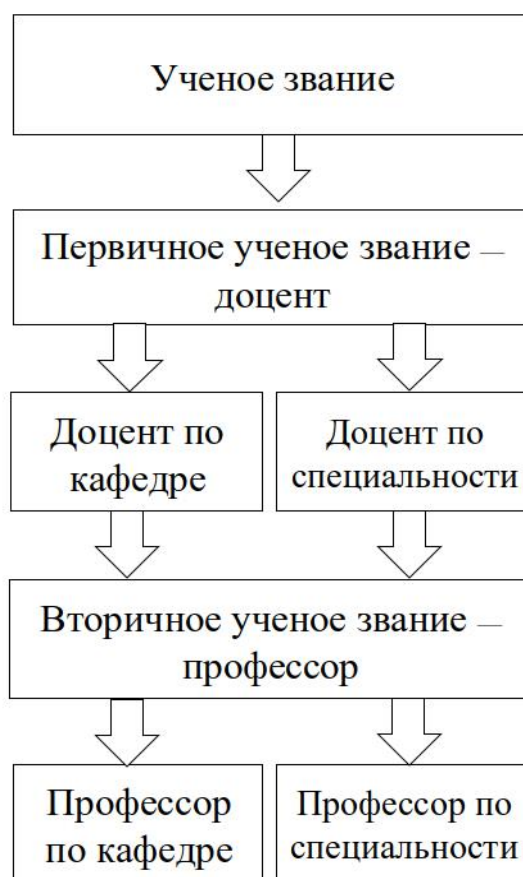 Ученое звание
Первичное ученое звание —
доцент
Доцент по
кафедре
Доцент по
специальности
Вторичное ученое звание —
профессор
Профессор
по кафедре
Профессор по
специальности